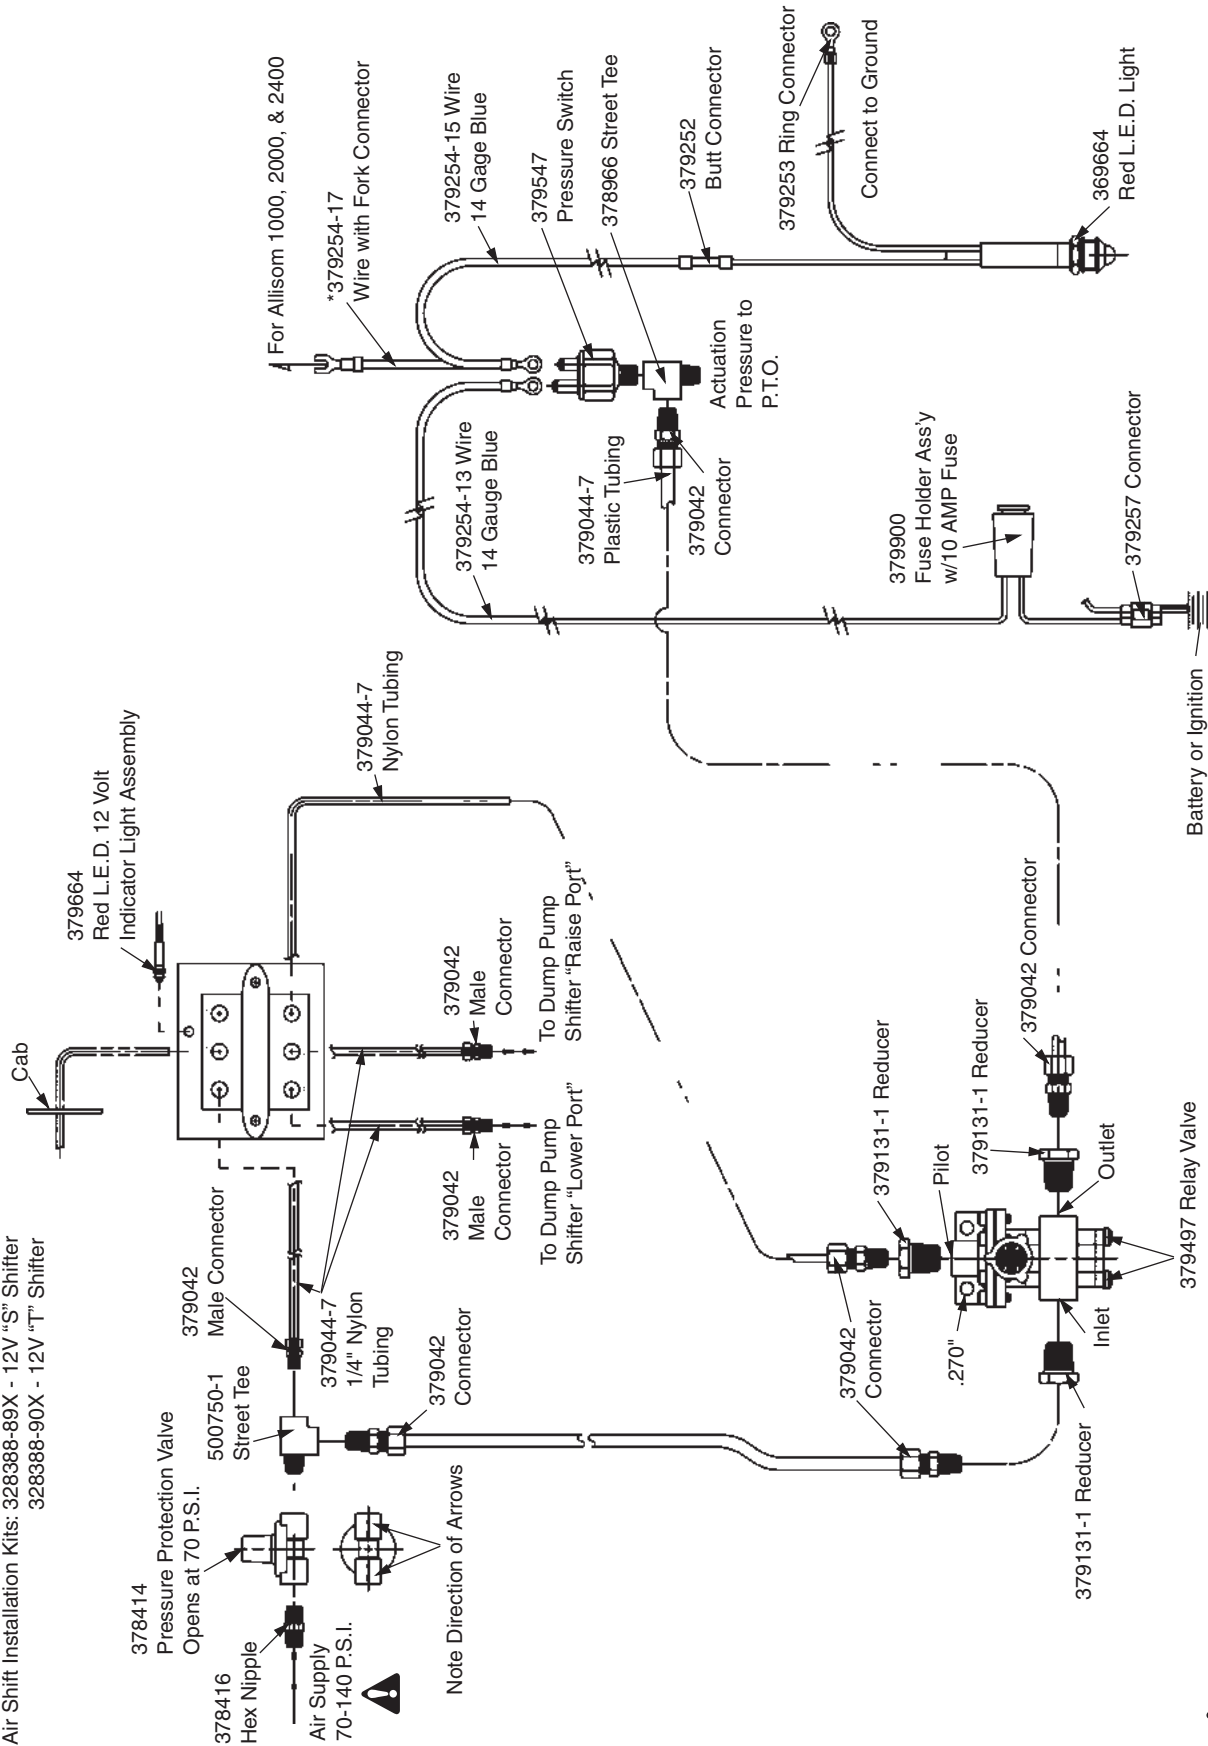 Air Shift Installation Kits: 328388-89X - 12V “S” Shifter
328388-90X - 12V “T” Shifter
Cab
379664
Red L.E.D. 12 Volt
Indicator Light Assembly
379044-7
Nylon Tubing
For Allisom 1000, 2000, & 2400
*379254-17
Wire with Fork Connector
379254-15 Wire
14 Gage Blue
379547
Pressure Switch
378966 Street Tee
379252
Butt Connector
379253 Ring Connector
Connect to Ground
369664
Red L.E.D. Light
379254-13 Wire
14 Gauge Blue
379044-7
Plastic Tubing
379042
Connector
Actuation
Pressure to
P.T.O.
379900
Fuse Holder Ass'y
w/10 AMP Fuse
379257 Connector
Battery or Ignition
378414
Pressure Protection Valve
Opens at 70 P.S.I.
378416
Hex Nipple
Air Supply
70-140 P.S.I.
Note Direction of Arrows
500750-1
Street Tee
379042
Male Connector
379044-7
1/4" Nylon
Tubing
379042
Connector
379042
Male
Connector
To Dump Pump
Shifter “Lower Port”
379042
Male
Connector
To Dump Pump
Shifter “Raise Port”
379042
Connector
379131-1 Reducer
Pilot
.270"
Inlet
Outlet
379131-1 Reducer
379042 Connector
379131-1 Reducer
379497 Relay Valve